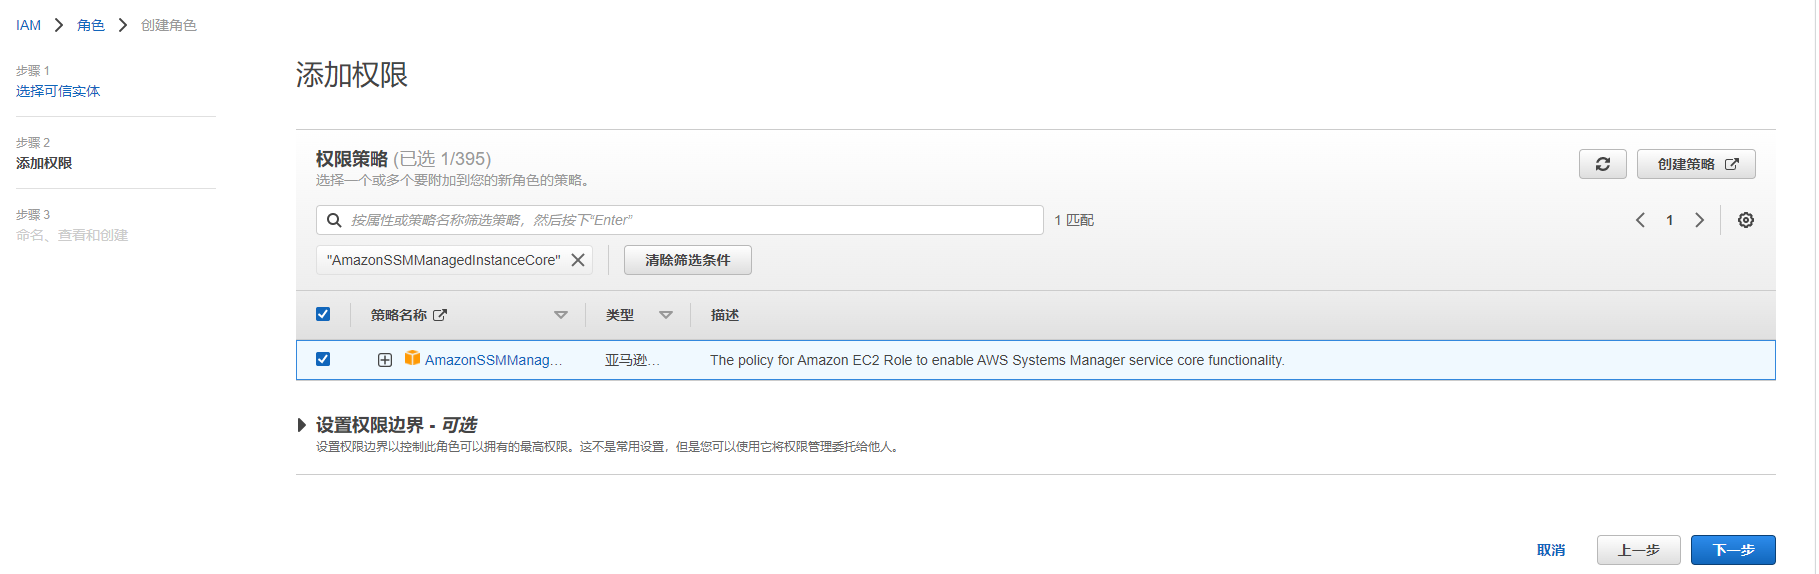 IAM > 角色 > 创建角色
步骤 1
选择可信实体
步骤 2
添加权限
步骤 3
命名、查看和创建
添加权限
权限策略 (已选 1/395)
选择一个或多个要附加到您的新角色的策略。
创建策略
按属性或策略名称筛选策略，然后按下“Enter”
1 匹配
1
"AmazonSSMManagedInstanceCore"
清除筛选条件
策略名称 类型 描述
AmazonSSMManag... 亚马逊... The policy for Amazon EC2 Role to enable AWS Systems Manager service core functionality.
设置权限边界 - 可选
设置权限边界以控制此角色可以拥有的最高权限。这不是常用设置，但是您可以使用它将权限管理委托给他人。
取消 上一步 下一步